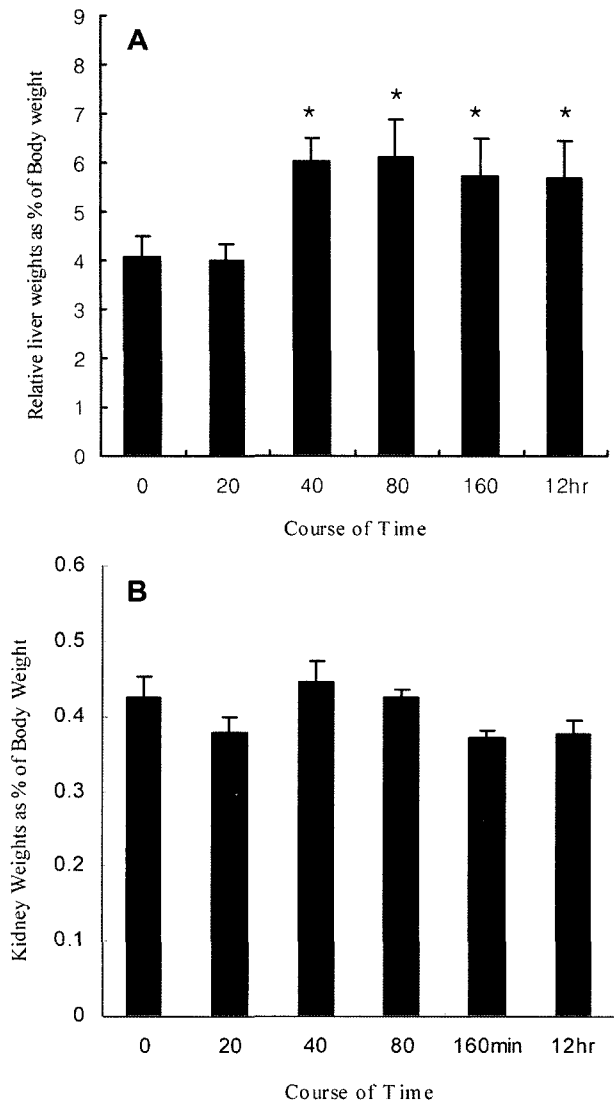 A
Relative liver weights as % of Body weight
9
8
7
6
5
4
3
2
1
0
* * * *
0 20 40 80 160 12hr
Course of Time
B
Kidney Weights as % of Body Weight
0.6
0.5
0.4
0.3
0.2
0.1
0
0 20 40 80 160min 12hr
Course of Time